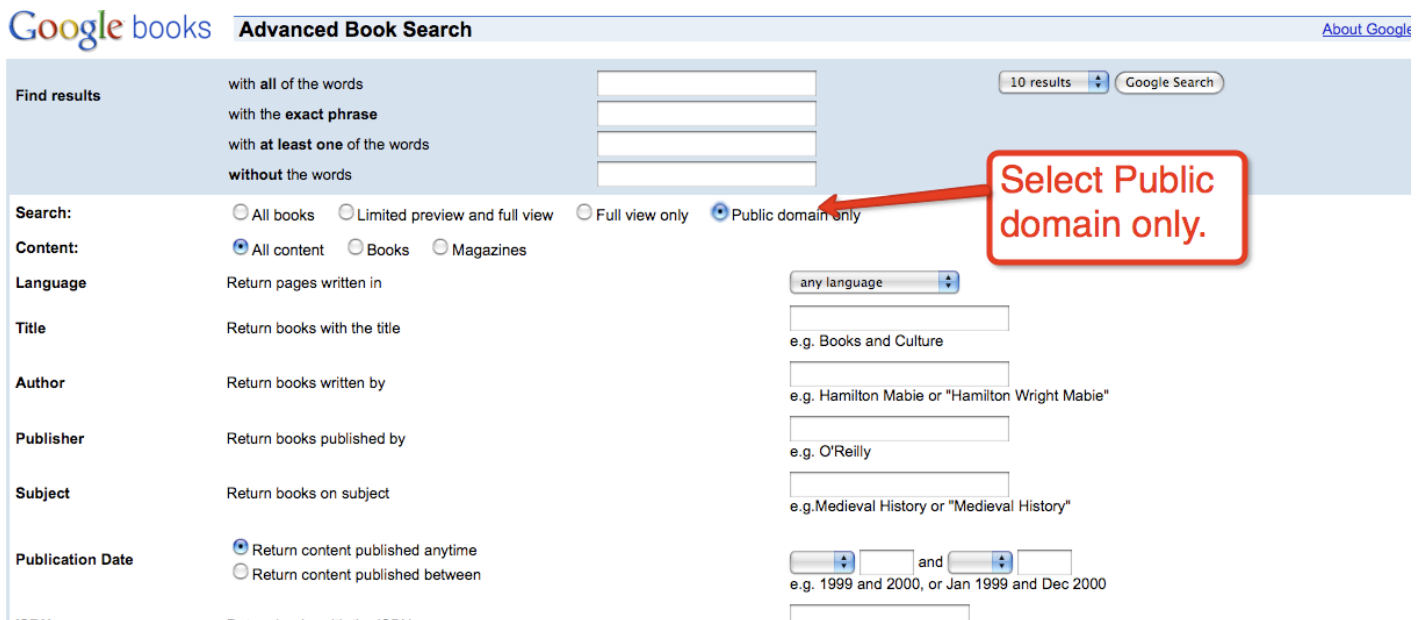 Google books Advanced Book Search About Google
Find results with all of the words 10 results Google Search
with the exact phrase
with at least one of the words
without the words
Select Public
domain only.
Search: All books Limited preview and full view Full view only Public domain only
Content: All content Books Magazines
Language Return pages written in any language
Title Return books with the title
e.g. Books and Culture
Author Return books written by
e.g. Hamilton Mabie or "Hamilton Wright Mabie"
Publisher Return books published by
e.g. O'Reilly
Subject Return books on subject
e.g.Medieval History or "Medieval History"
Publication Date Return content published anytime
and
Return content published between
e.g. 1999 and 2000, or Jan 1999 and Dec 2000